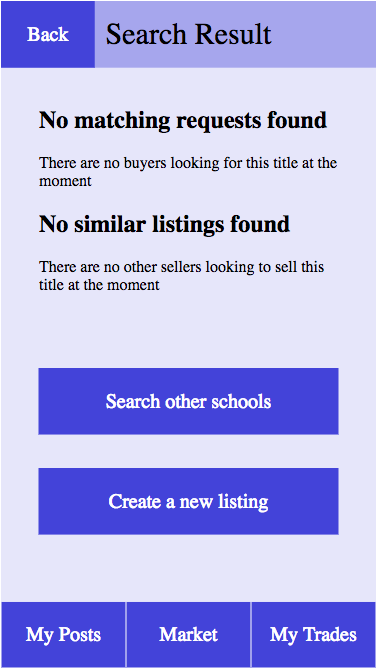 Back
Search Result
No matching requests found
There are no buyers looking for this title at the
moment
No similar listings found
There are no other sellers looking to sell this
title at the moment
Search other schools
Create a new listing
My Posts
Market
My Trades